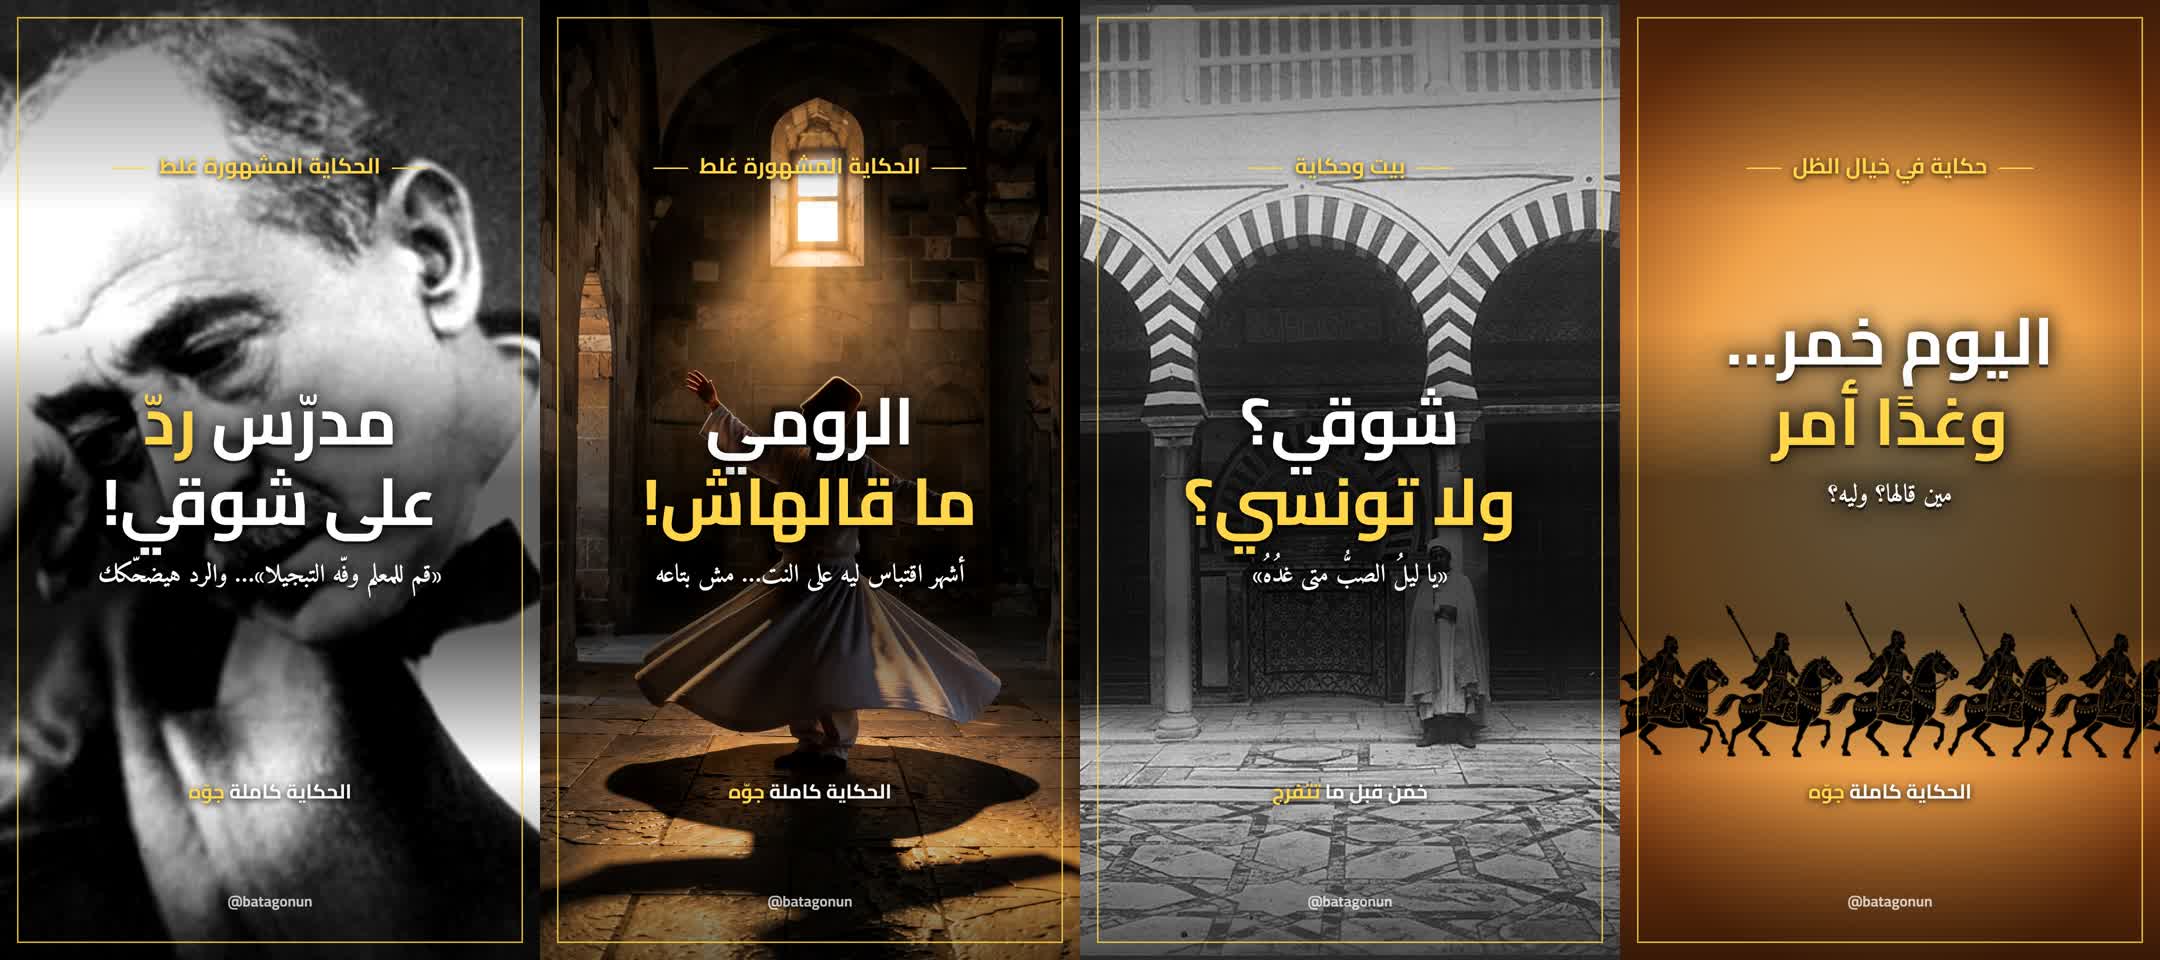 الحكاية المشهورة غلط
مدرّس ردّ
على شوقي!
«قم للمعلم وفّه التبجيلا»... والرد هيضحّكك
الحكاية كاملة جوّه
@batagonun
الحكاية المشهورة غلط
الرومي
ما قالهاش!
أشهر اقتباس ليه على النت... مش بتاعه
الحكاية كاملة جوّه
@batagonun
بيت وحكاية
شوقي؟
ولا تونسي؟
«يا ليلُ الصبُّ متى غدُهُ»
خمّن قبل ما تتفرج
@batagonun
حكاية في خيال الظل
اليوم خمر...
وغدًا أمر
مين قالها؟ وليه؟
الحكاية كاملة جوّه
@batagonun